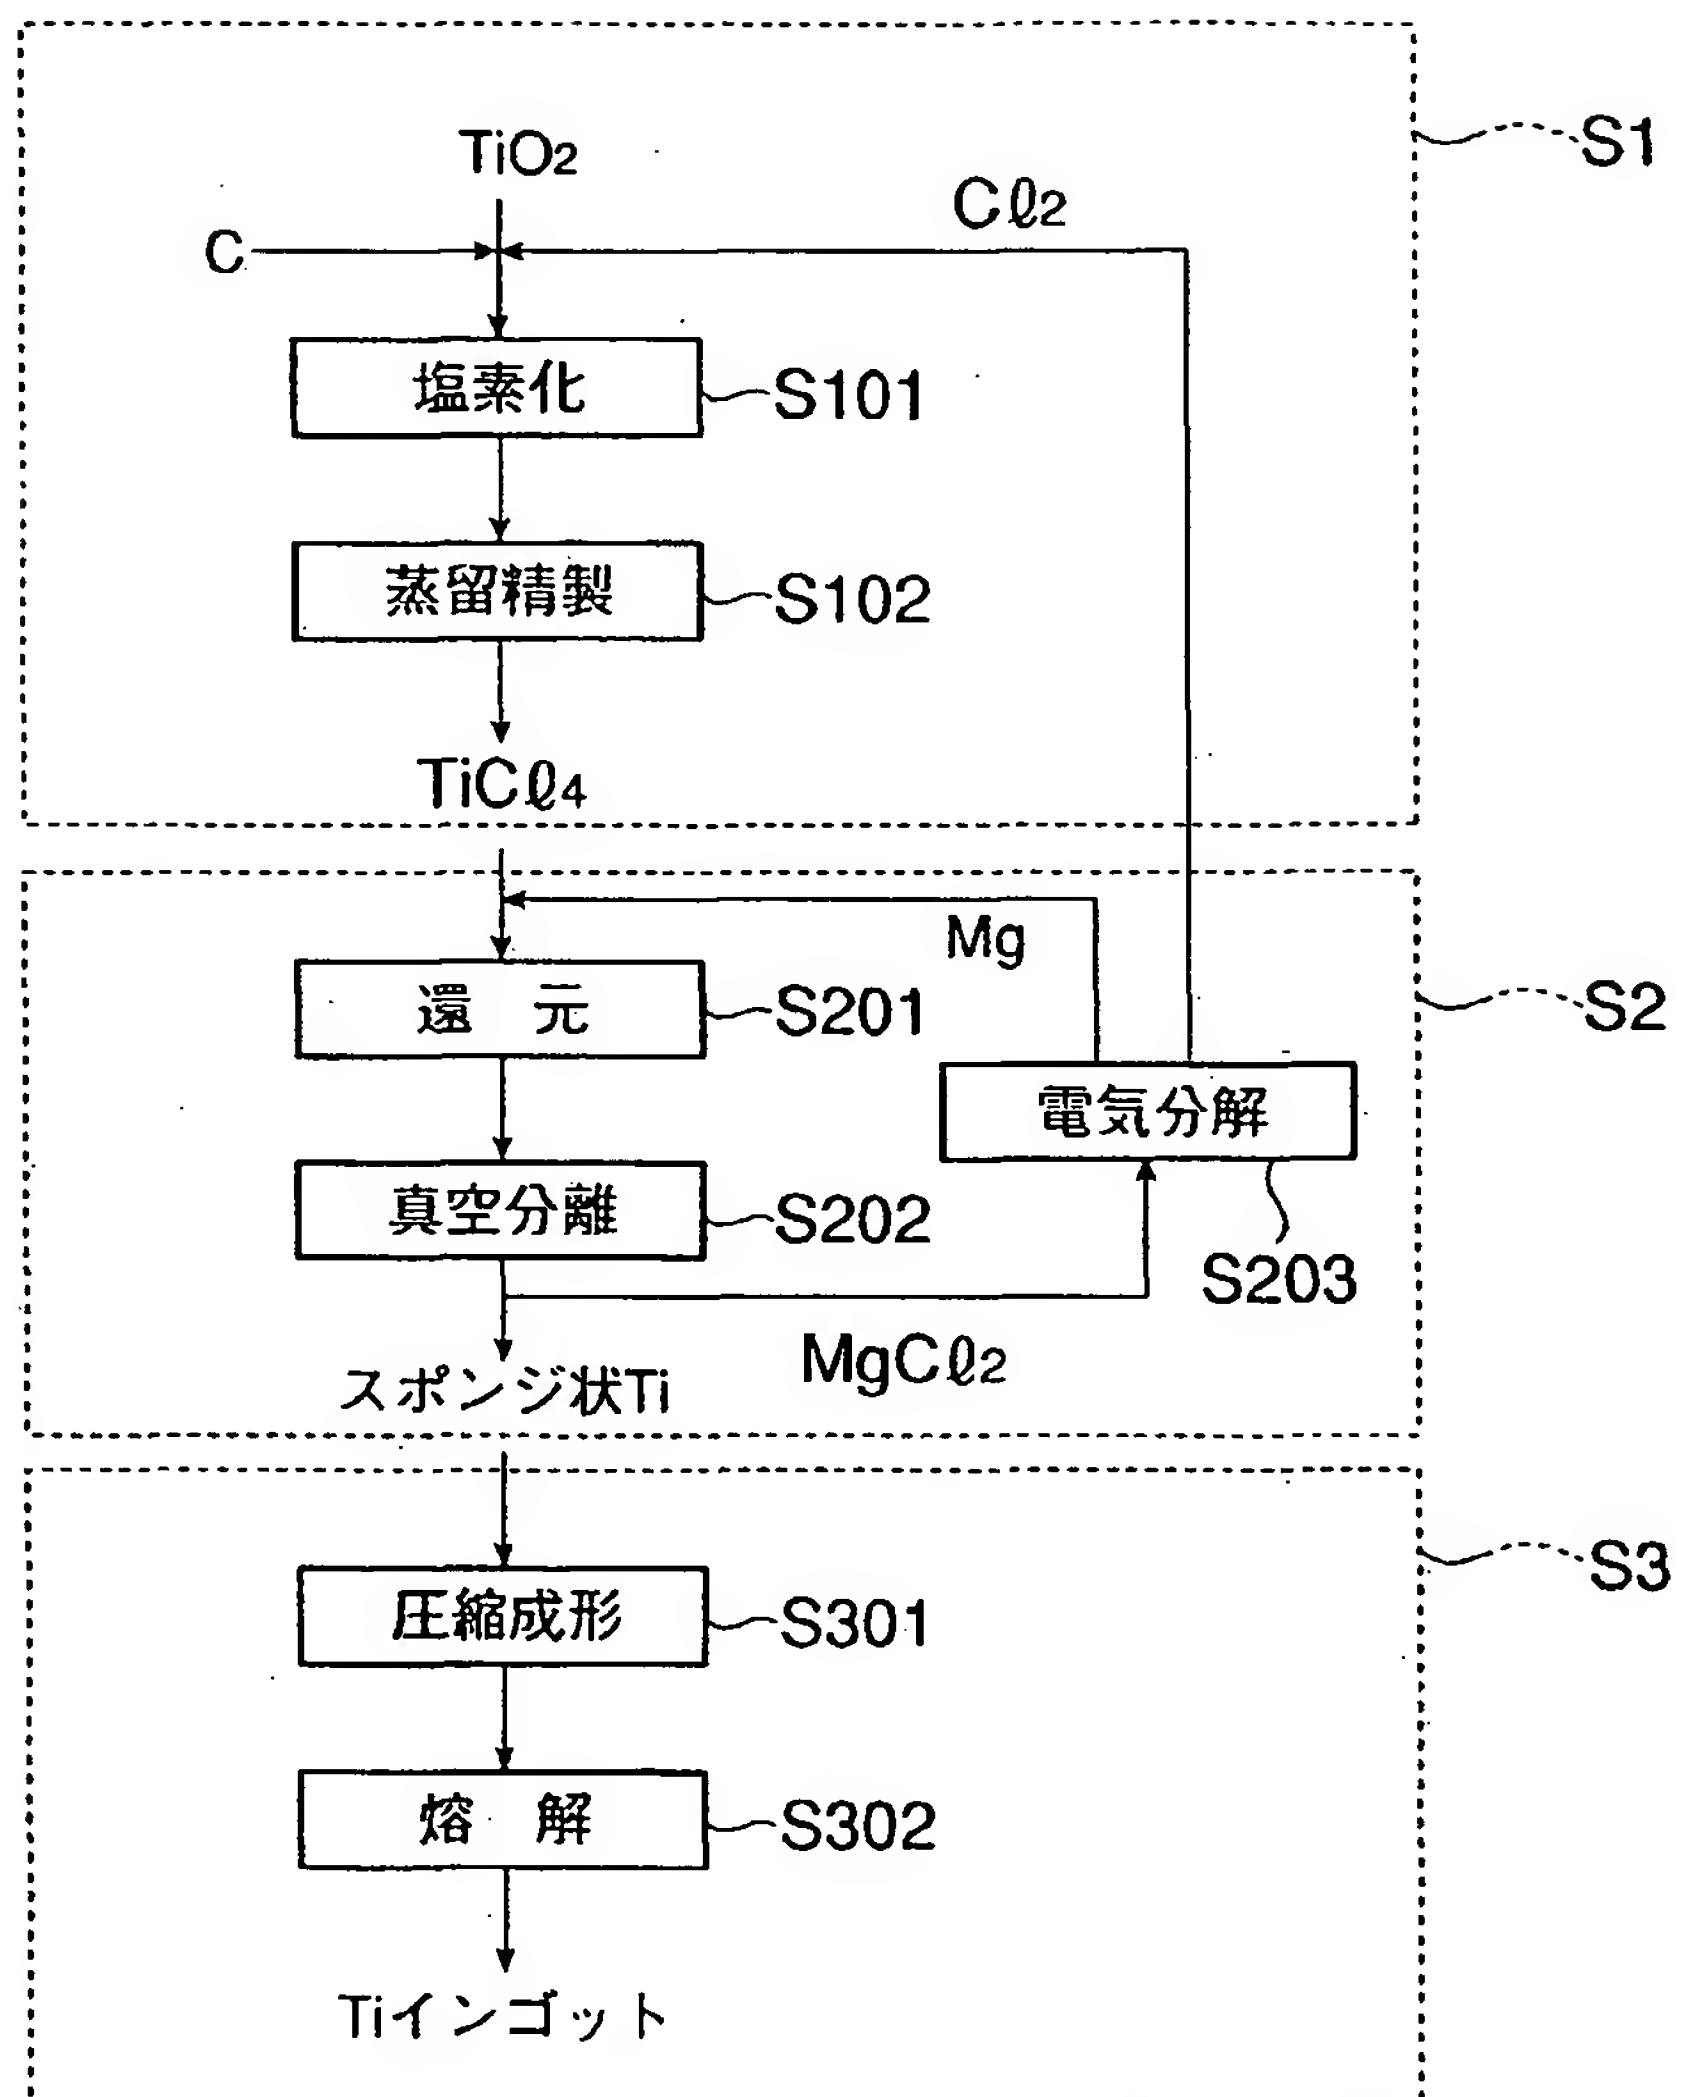 TiO2
S1
Cℓ2
C
塩素化
S101
蒸留精製
S102
TiCℓ4
Mg
還 元
S201
S2
電気分解
真空分離
S202
S203
MgCℓ2
スポンジ状Ti
S3
圧縮成形
S301
熔 解
S302
Tiインゴット